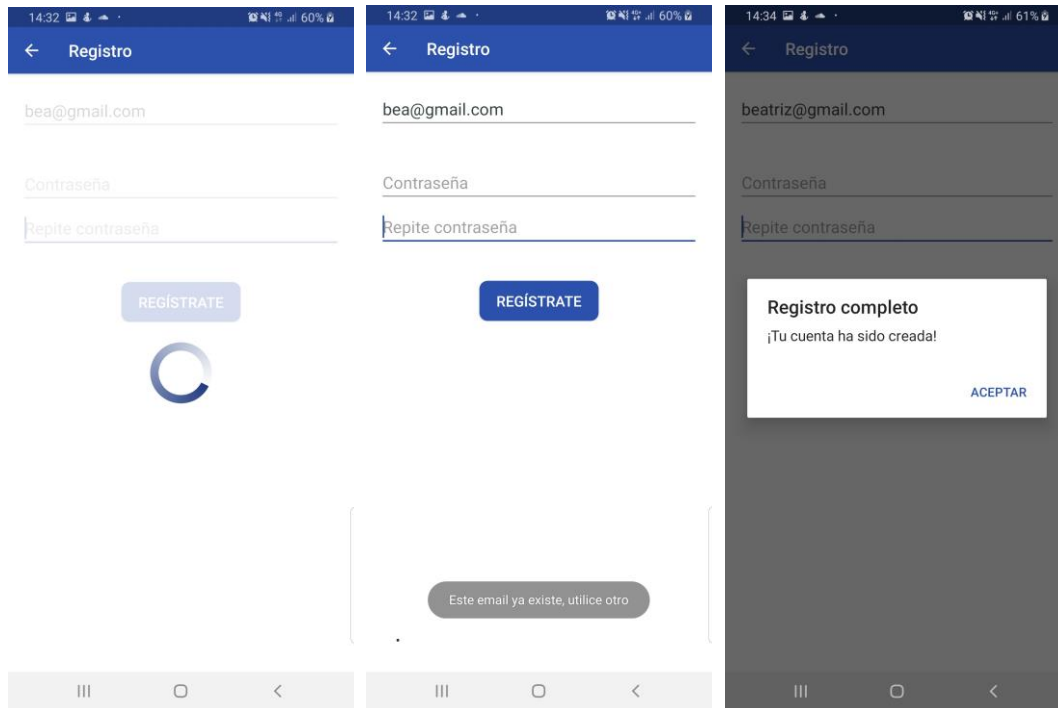 14:32
60%
Registro
bea@gmail.com
Contraseña
Repite contraseña
REGÍSTRATE
14:32
60%
Registro
bea@gmail.com
Contraseña
Repite contraseña
REGÍSTRATE
Este email ya existe, utilice otro
14:34
61%
Registro
beatriz@gmail.com
Contraseña
Repite contraseña
Registro completo
¡Tu cuenta ha sido creada!
ACEPTAR